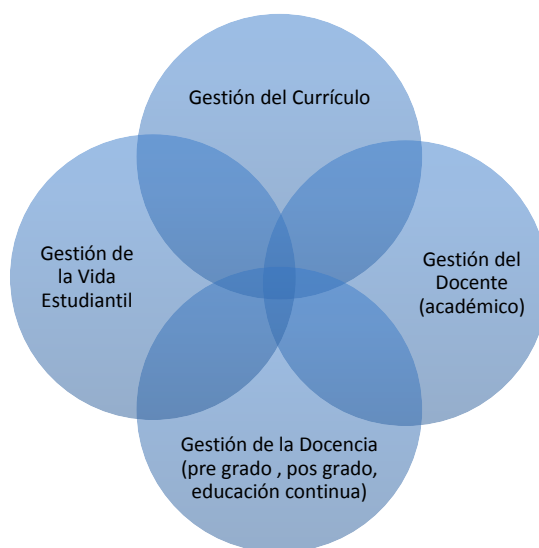 Gestión del Currículo
Gestión de
la Vida
Estudiantil
Gestión del
Docente
(académico)
Gestión de la Docencia
(pre grado , pos grado,
educación continua)